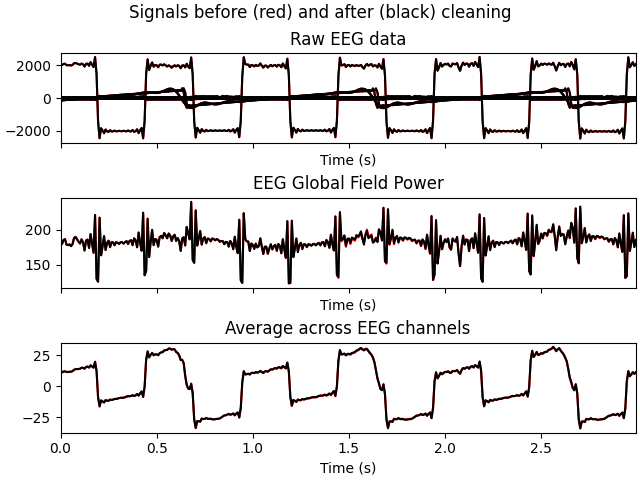 Signals before (red) and after (black) cleaning
Raw EEG data
2000
0
−2000
Time (s)
EEG Global Field Power
200
150
Time (s)
Average across EEG channels
25
0
−25
0.0 0.5 1.0 1.5 2.0 2.5
Time (s)